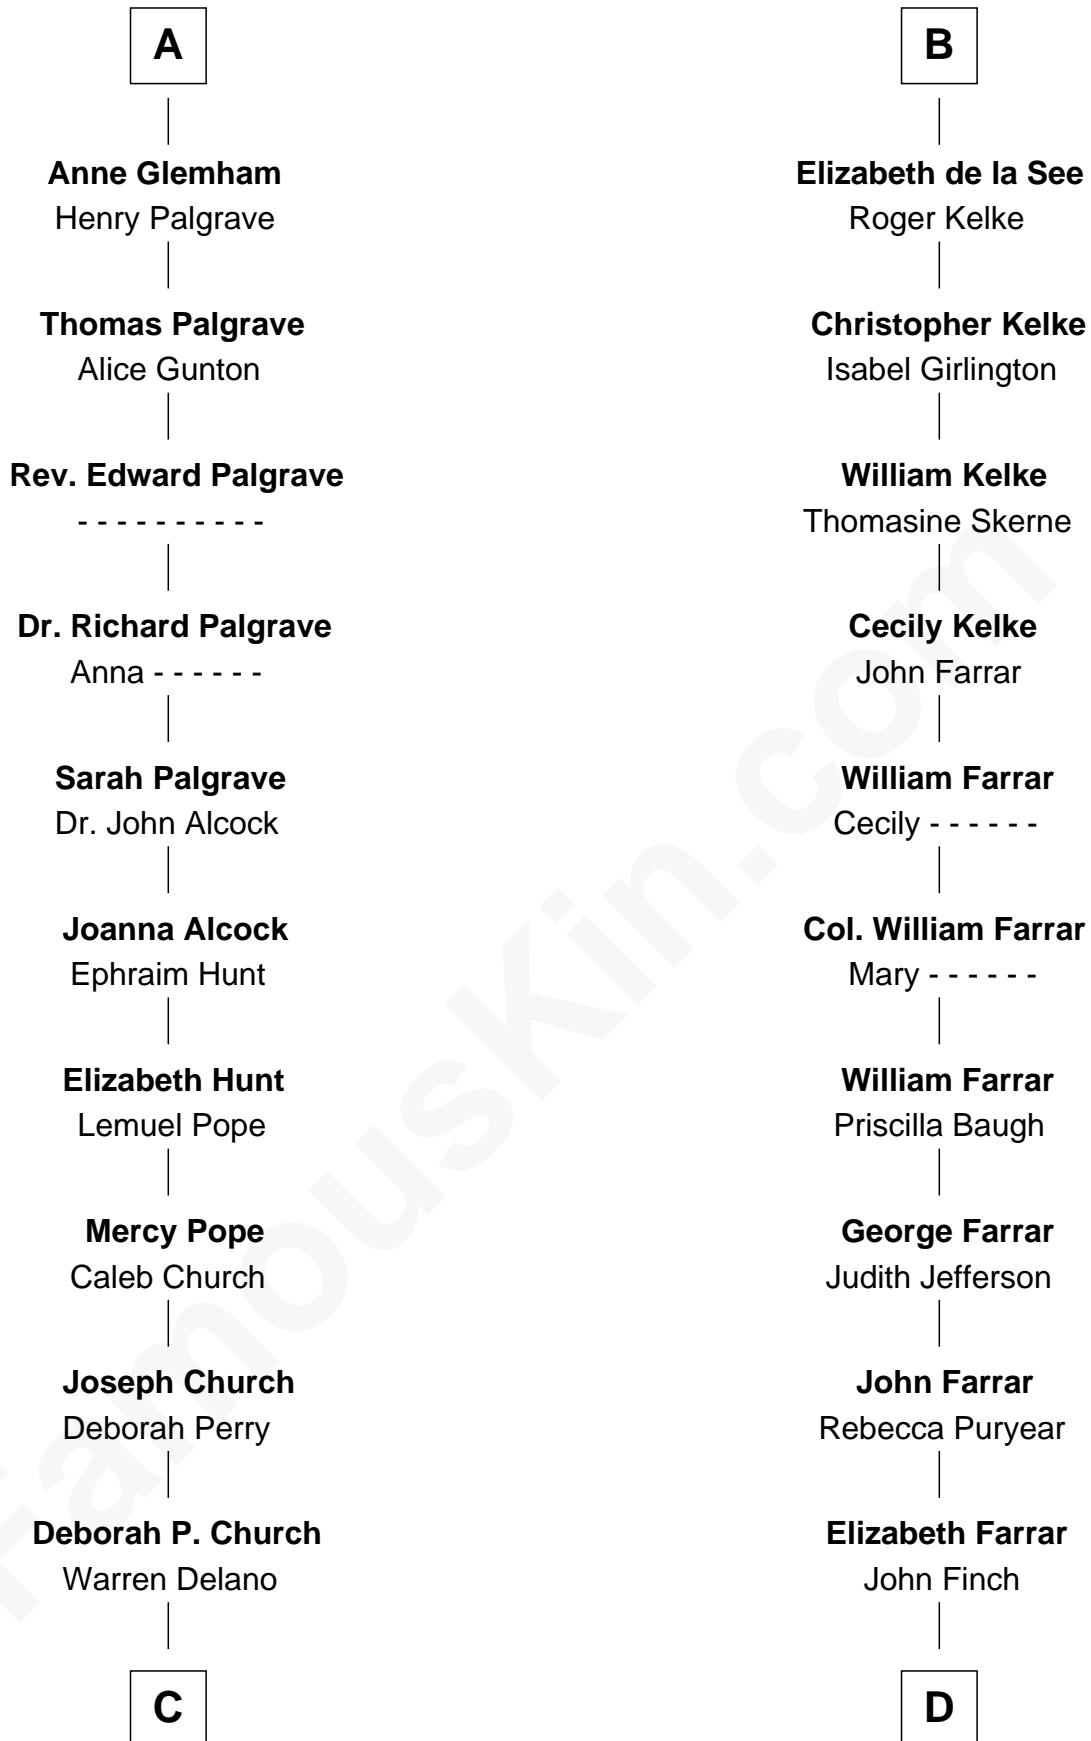 A
Anne Glemham
Henry Palgrave
Thomas Palgrave
Alice Gunton
Rev. Edward Palgrave
- - - - - - - - - -
Dr. Richard Palgrave
Anna - - - - - -
Sarah Palgrave
Dr. John Alcock
Joanna Alcock
Ephraim Hunt
Elizabeth Hunt
Lemuel Pope
Mercy Pope
Caleb Church
Joseph Church
Deborah Perry
Deborah P. Church
Warren Delano
C
B
Elizabeth de la See
Roger Kelke
Christopher Kelke
Isabel Girlington
William Kelke
Thomasine Skerne
Cecily Kelke
John Farrar
William Farrar
Cecily - - - - - -
Col. William Farrar
Mary - - - - - -
William Farrar
Priscilla Baugh
George Farrar
Judith Jefferson
John Farrar
Rebecca Puryear
Elizabeth Farrar
John Finch
D
FamousKin.com